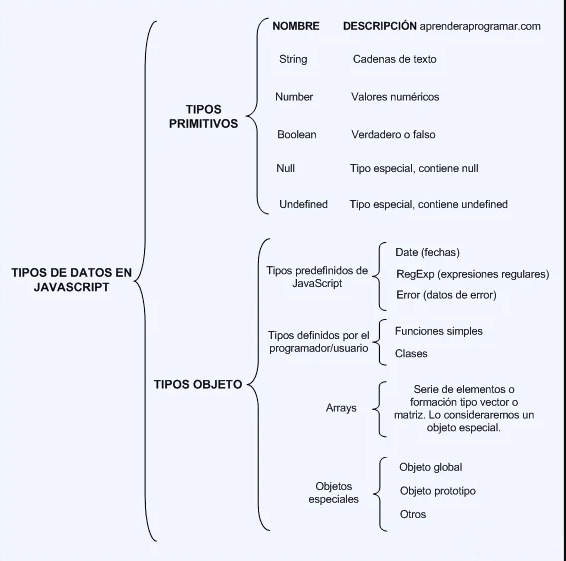 NOMBRE DESCRIPCIÓN aprenderaprogramar.com
String Cadenas de texto
Number Valores numéricos
TIPOS
PRIMITIVOS
Boolean Verdadero o falso
Null Tipo especial, contiene null
Undefined Tipo especial, contiene undefined
TIPOS DE DATOS EN
JAVASCRIPT
TIPOS OBJETO
Tipos predefinidos de
JavaScript
Date (fechas)
RegExp (expresiones regulares)
Error (datos de error)
Tipos definidos por el
programador/usuario
Funciones simples
Clases
Arrays
Serie de elementos o
formación tipo vector o
matriz. Lo consideraremos un
objeto especial.
Objetos
especiales
Objeto global
Objeto prototipo
Otros